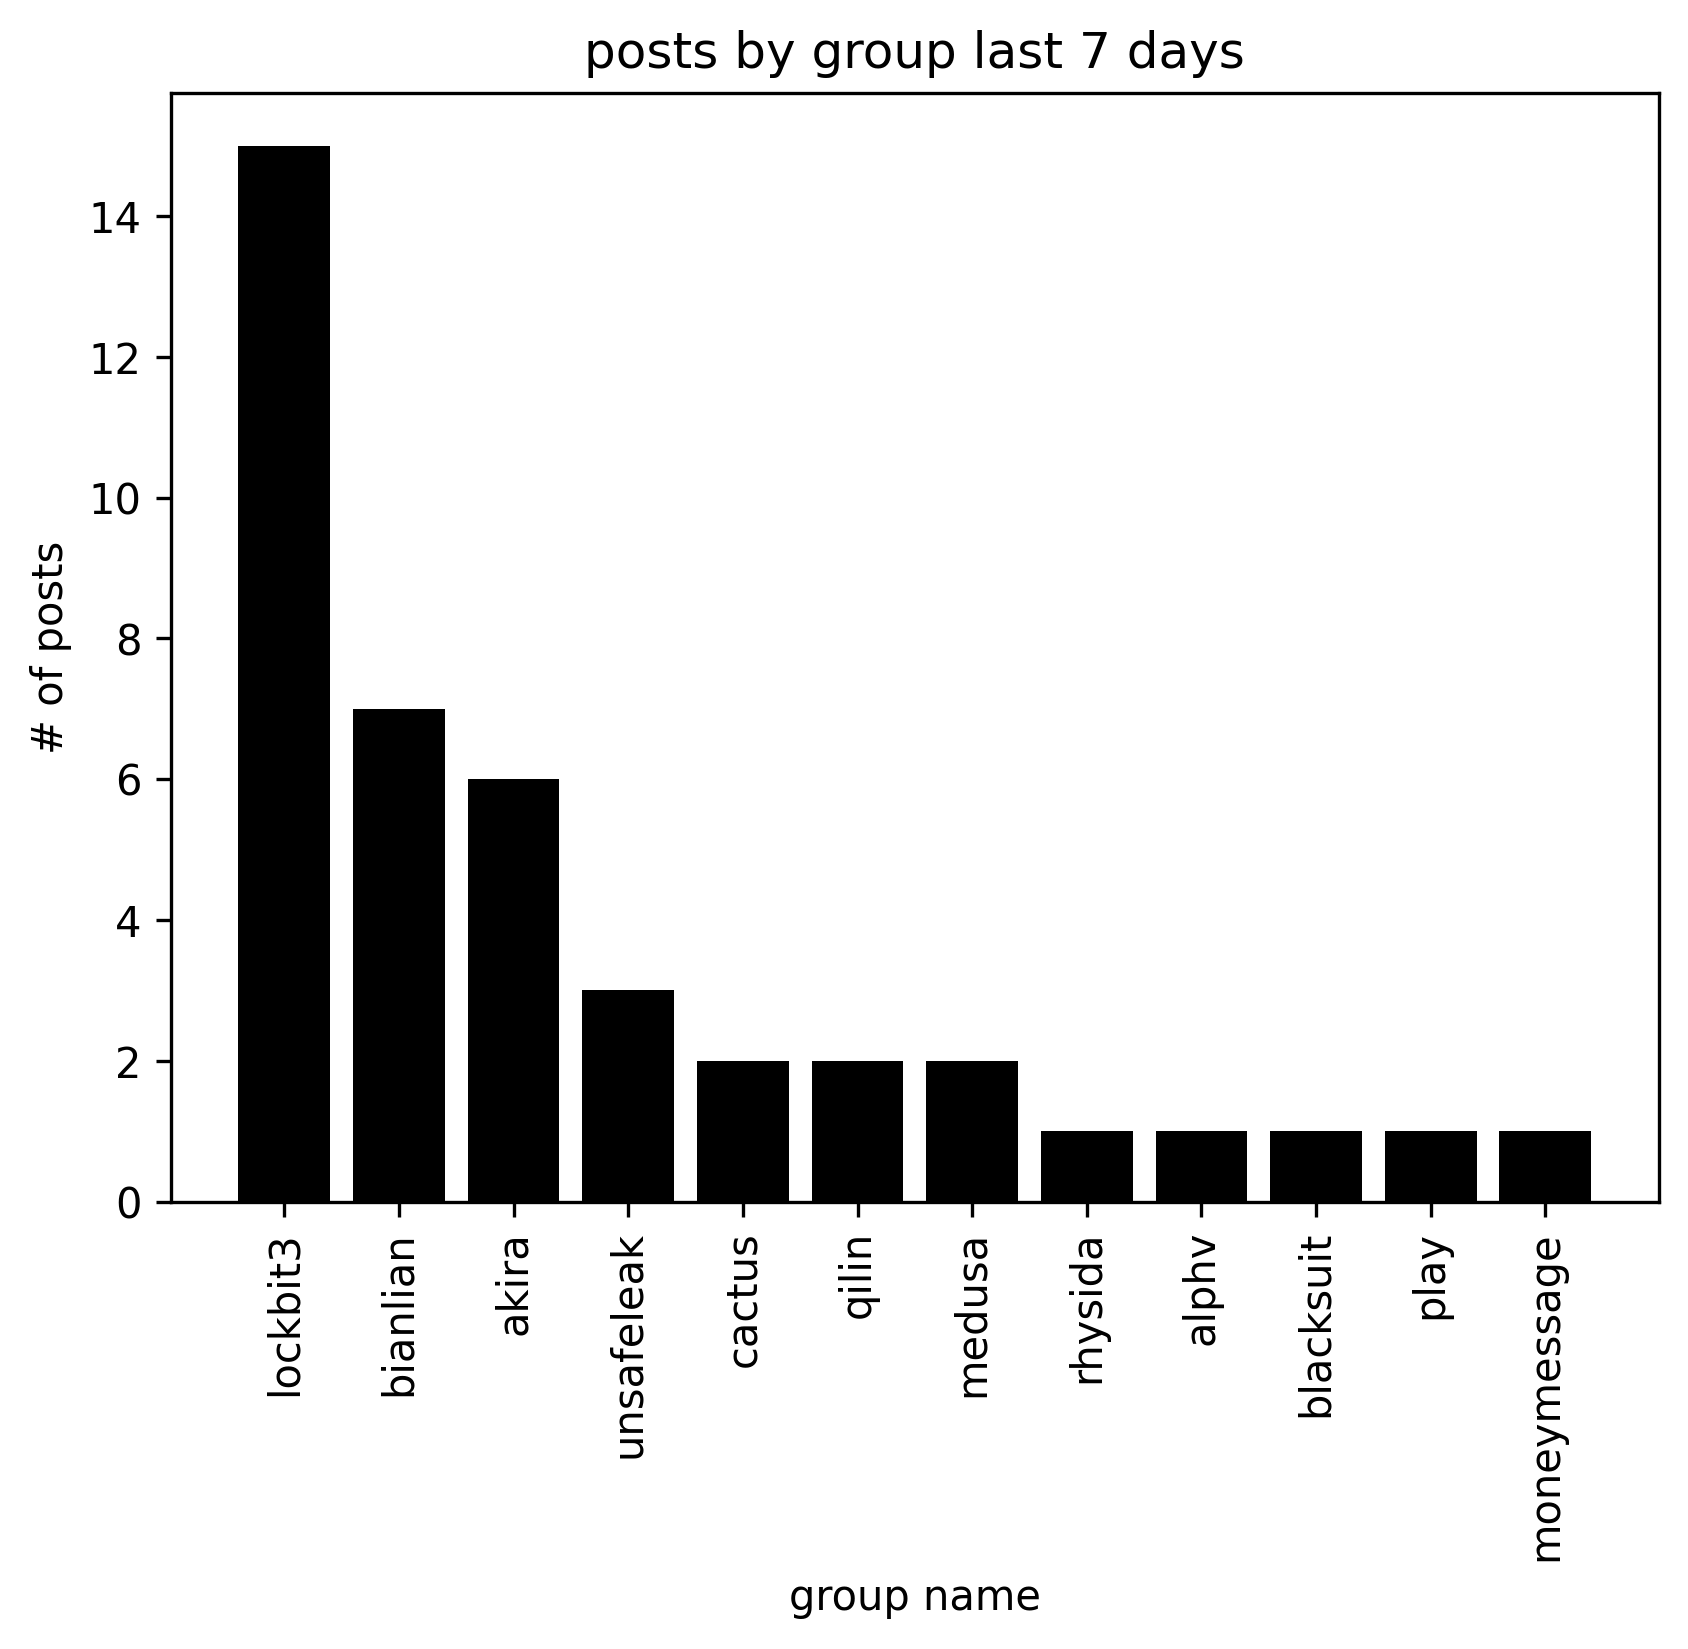 posts by group last 7 days
# of posts
14
12
10
8
6
4
2
0
lockbit3
bianlian
akira
unsafeleak
cactus
qilin
medusa
rhysida
alphv
blacksuit
play
moneymessage
group name